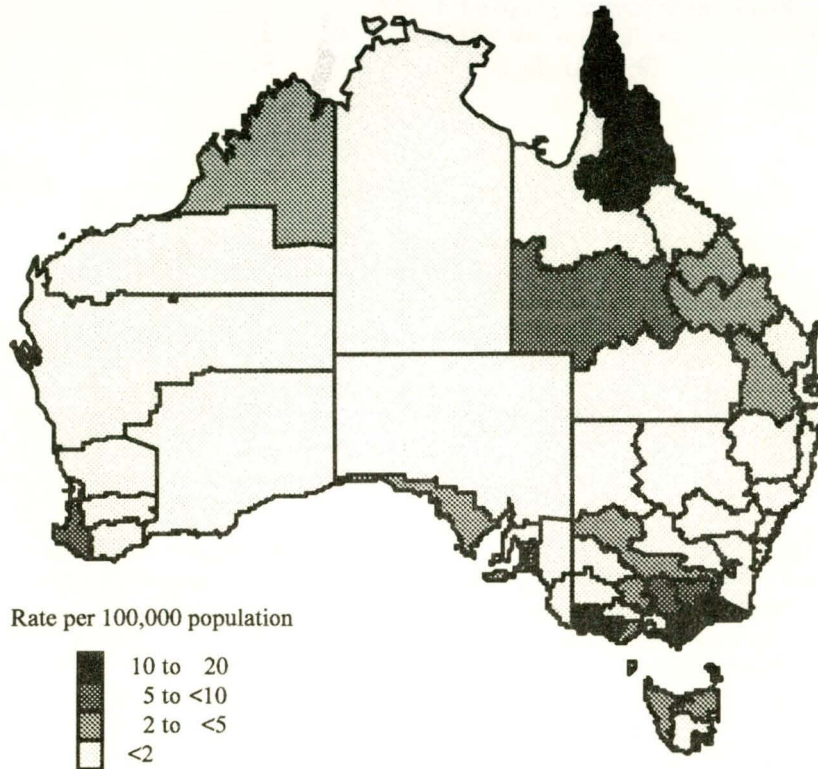 Rate per 100,000 population
10 to 20
5 to <10
2 to <5
<2